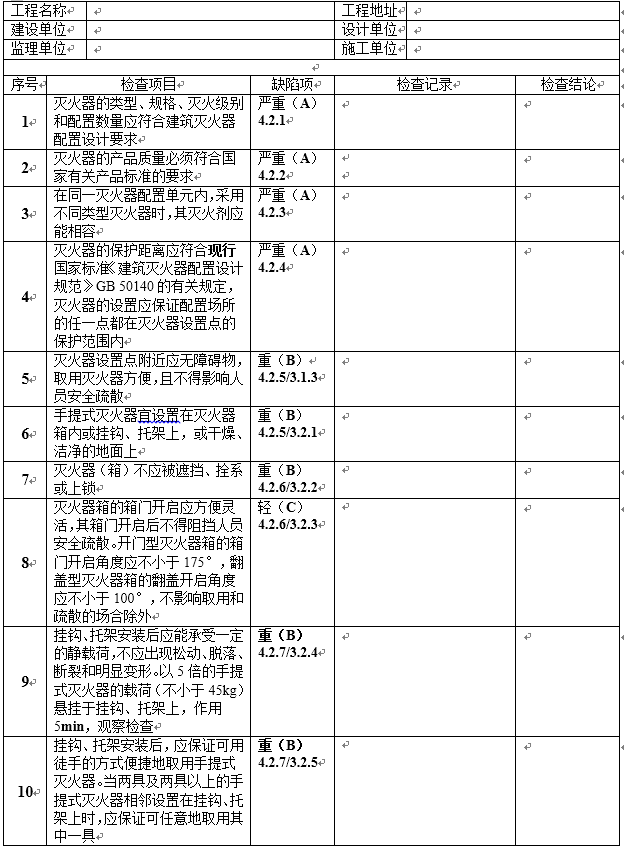 工程名称 工程地址
建设单位 设计单位
监理单位 施工单位
序号 检查项目 缺陷项 检查记录 检查结论
1
灭火器的类型、规格、灭火级别
和配置数量应符合建筑灭火器
配置设计要求
严重（A）
4.2.1
2
灭火器的产品质量必须符合国
家有关产品标准的要求
严重（A）
4.2.2
3
在同一灭火器配置单元内，采用
不同类型灭火器时，其灭火剂应
能相容
严重（A）
4.2.3
4
灭火器的保护距离应符合现行
国家标准《建筑灭火器配置设计
规范》GB 50140 的有关规定，
灭火器的设置应保证配置场所
的任一点都在灭火器设置点的
保护范围内
严重（A）
4.2.4
5
灭火器设置点附近应无障碍物，
取用灭火器方便，且不得影响人
员安全疏散
重（B）
4.2.5/3.1.3
6
手提式灭火器宜设置在灭火器
箱内或挂钩、托架上，或干燥、
洁净的地面上
重（B）
4.2.5/3.2.1
7
灭火器（箱）不应被遮挡、拴系
或上锁
重（B）
4.2.6/3.2.2
8
灭火器箱的箱门开启应方便灵
活，其箱门开启后不得阻挡人员
安全疏散。开门型灭火器箱的箱
门开启角度应不小于 175°，翻
盖型灭火器箱的翻盖开启角度
应不小于 100°，不影响取用和
疏散的场合除外
轻（C）
4.2.6/3.2.3
9
挂钩、托架安装后应能承受一定
的静载荷，不应出现松动、脱落、
断裂和明显变形。以 5 倍的手提
式灭火器的载荷（不小于 45kg）
悬挂于挂钩、托架上，作用
5min，观察检查
重（B）
4.2.7/3.2.4
10
挂钩、托架安装后，应保证可用
徒手的方式便捷地取用手提式
灭火器。当两具及两具以上的手
提式灭火器相邻设置在挂钩、托
架上时，应保证可任意地取用其
中一具
重（B）
4.2.7/3.2.5